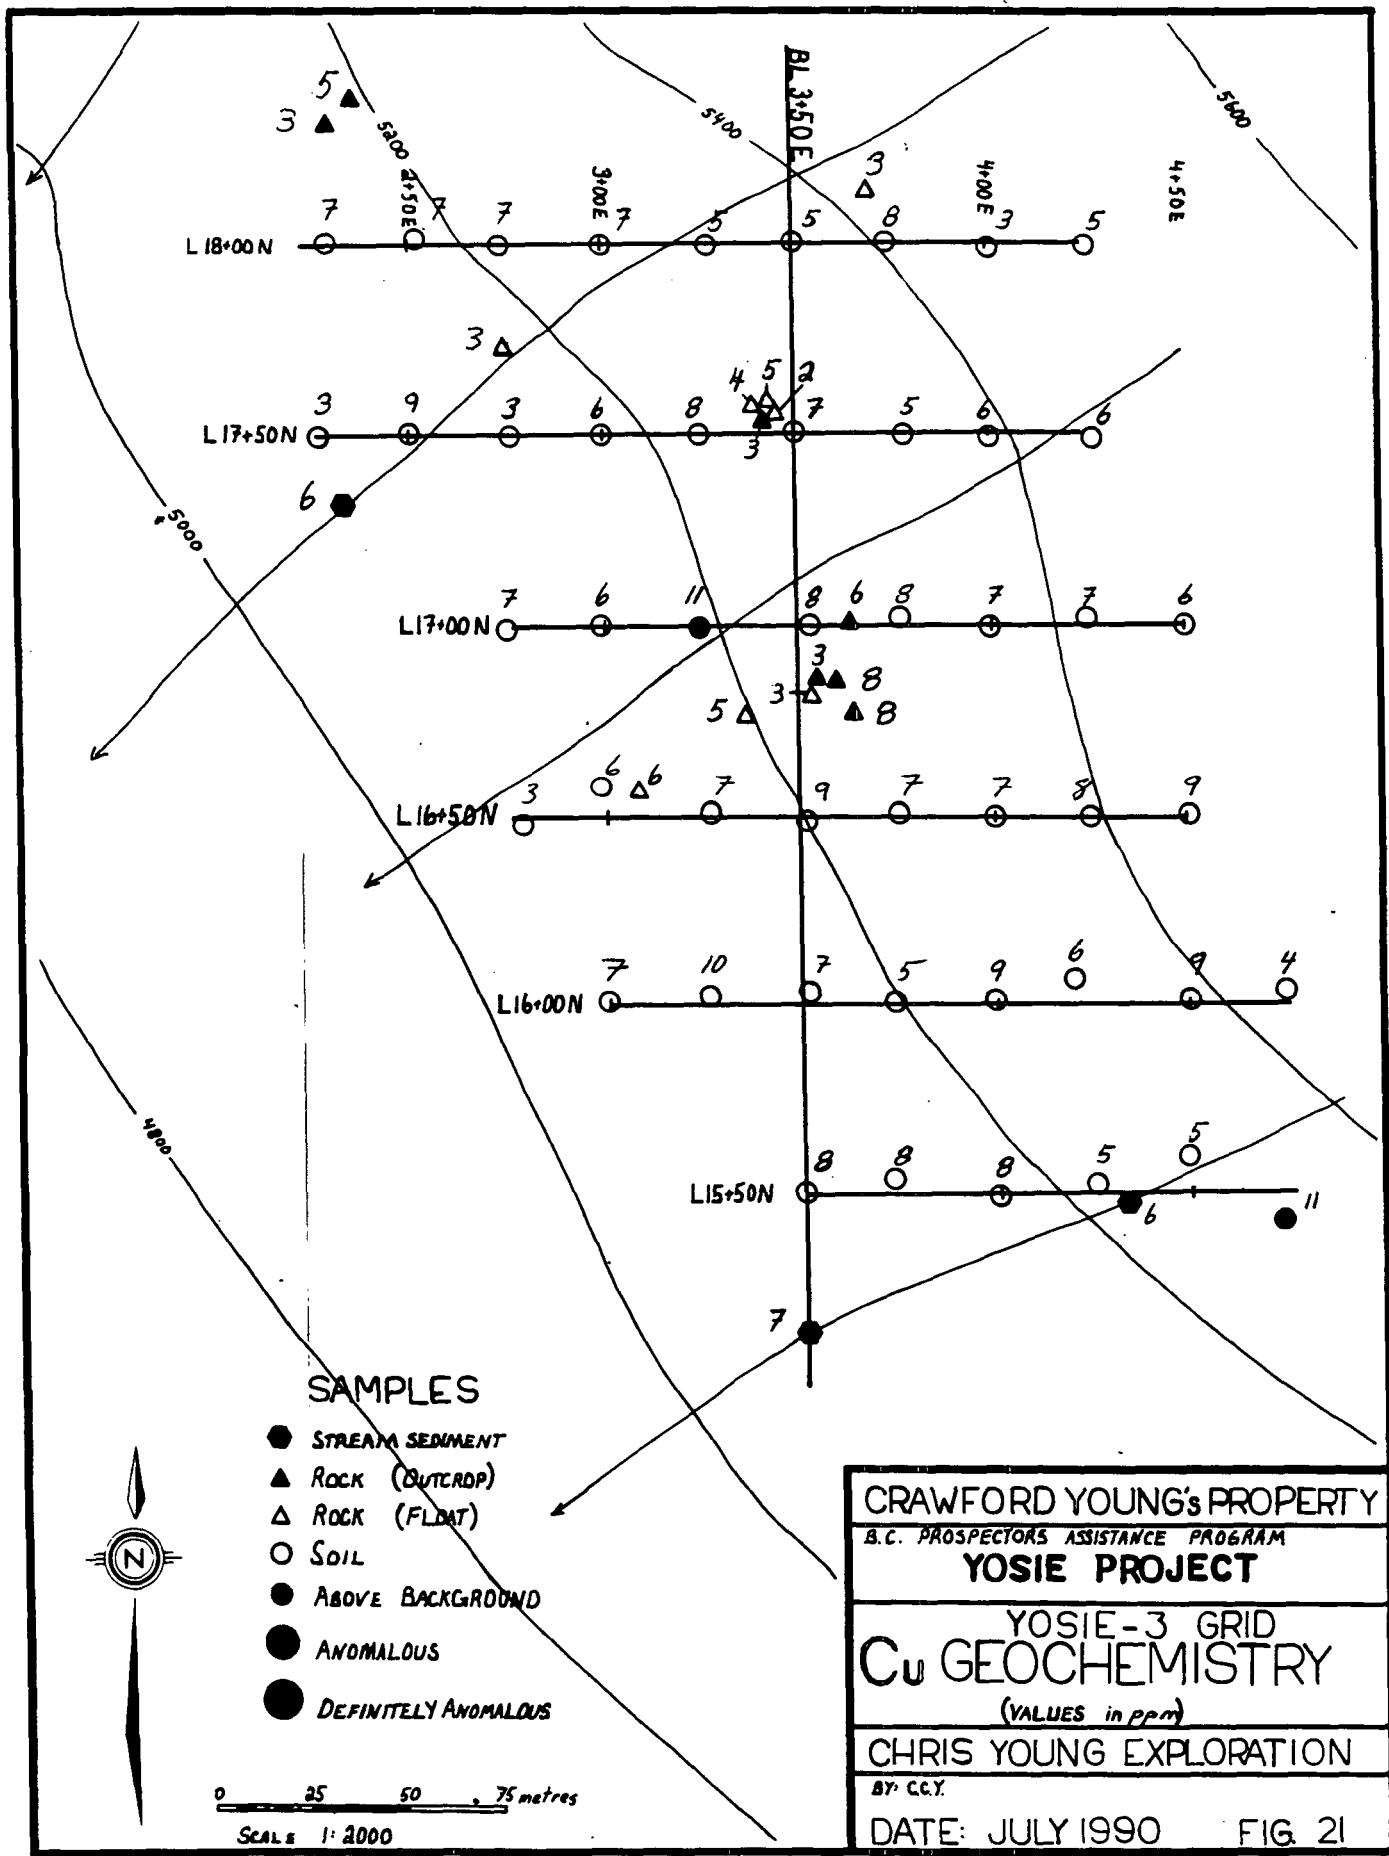 BL 3+50E
5
3
5200
5400
5600
3
2+50E
3+00E
4+00E
4+50E
7 7 7 7 5 5 8 3 5
L 18+00 N
3
4 5 2
3 9 3 6 8 7 5 6 6
L17+50N
3
6
5000
7 6 11 8 6 8 7 7 6
L17+00N
3
3 8
5 8
3 6 6 7 9 7 7 8 9
L16+50N
7 10 7 5 9 6 9 4
L16+00N
4800
8 8 8 5 5
L15+50N
6 11
7
SAMPLES
STREAM SEDIMENT
ROCK (OUTCROP)
ROCK (FLOAT)
SOIL
ABOVE BACKGROUND
ANOMALOUS
DEFINITELY ANOMALOUS
N
0 25 50 75 metres
SCALE 1:2000
CRAWFORD YOUNG's PROPERTY
B.C. PROSPECTORS ASSISTANCE PROGRAM
YOSIE PROJECT
YOSIE-3 GRID
Cu GEOCHEMISTRY
(VALUES in ppm)
CHRIS YOUNG EXPLORATION
BY: C.C.Y.
DATE: JULY 1990 FIG. 21